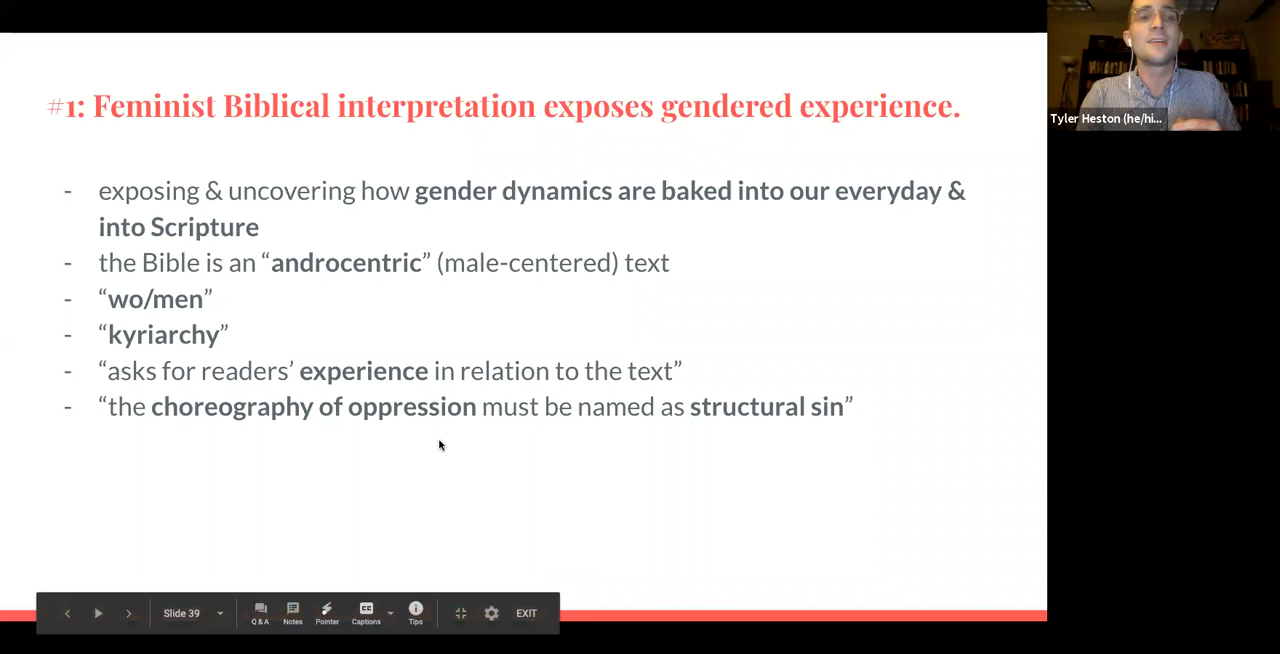 #1: Feminist Biblical interpretation exposes gendered experience.
- exposing & uncovering how gender dynamics are baked into our everyday &
into Scripture
- the Bible is an “androcentric” (male-centered) text
- “wo/men”
- “kyriarchy”
- “asks for readers’ experience in relation to the text”
- “the choreography of oppression must be named as structural sin”
Tyler Heston (he/hi...
Slide 39
Q & A
Notes
Pointer
CC
Captions
Tips
EXIT